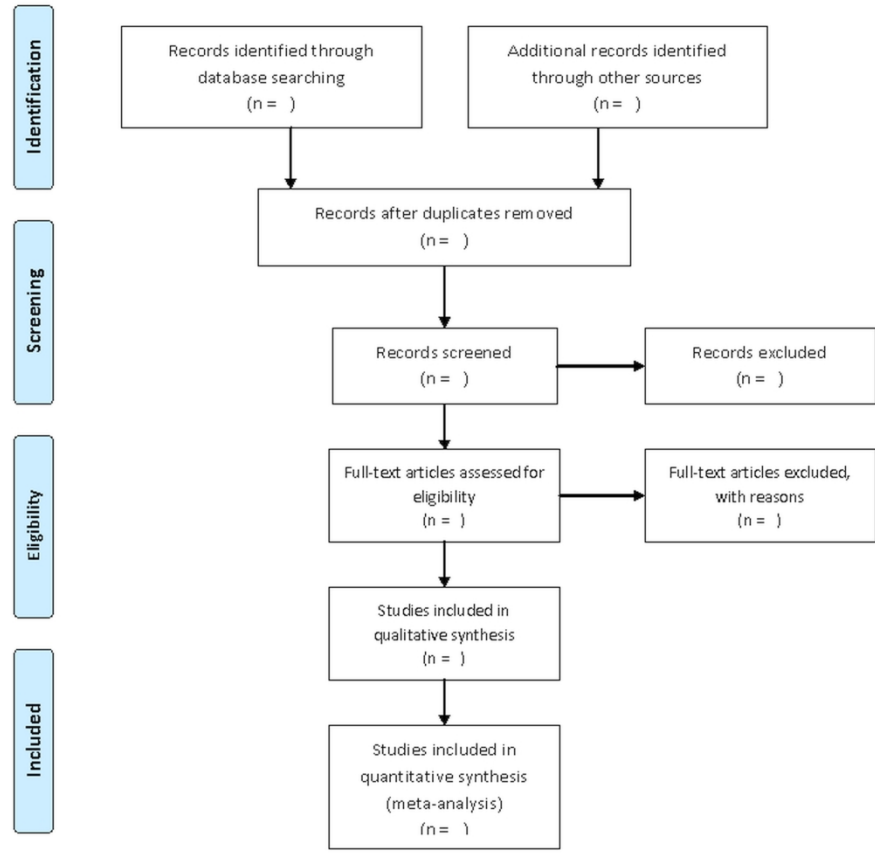 Identification
Records identified through
database searching
(n = )
Additional records identified
through other sources
(n = )
Records after duplicates removed
(n = )
Screening
Records screened
(n = )
Records excluded
(n = )
Eligibility
Full-text articles assessed for
eligibility
(n = )
Full-text articles excluded,
with reasons
(n = )
Studies included in
qualitative synthesis
(n = )
Included
Studies included in
quantitative synthesis
(meta-analysis)
(n = )